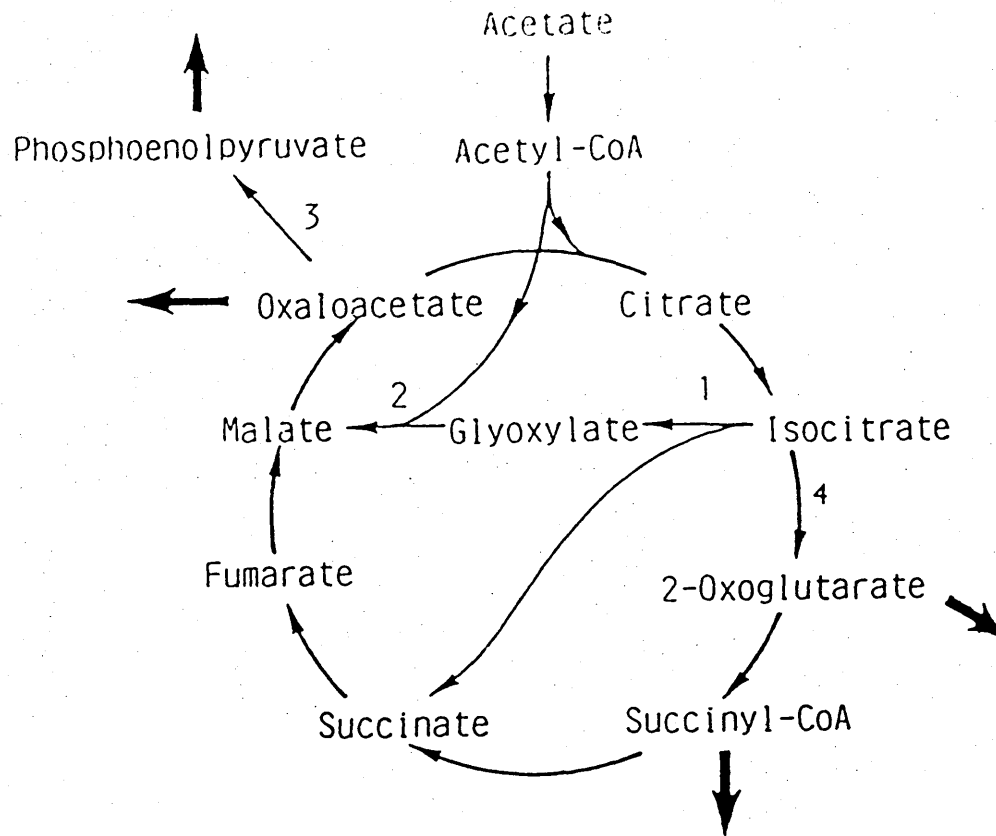 Acetate
Phosphoenolpyruvate
Acetyl-CoA
3
Oxaloacetate
Citrate
2
1
Malate
Glyoxylate
Isocitrate
4
Fumarate
2-Oxoglutarate
Succinate
Succinyl-CoA